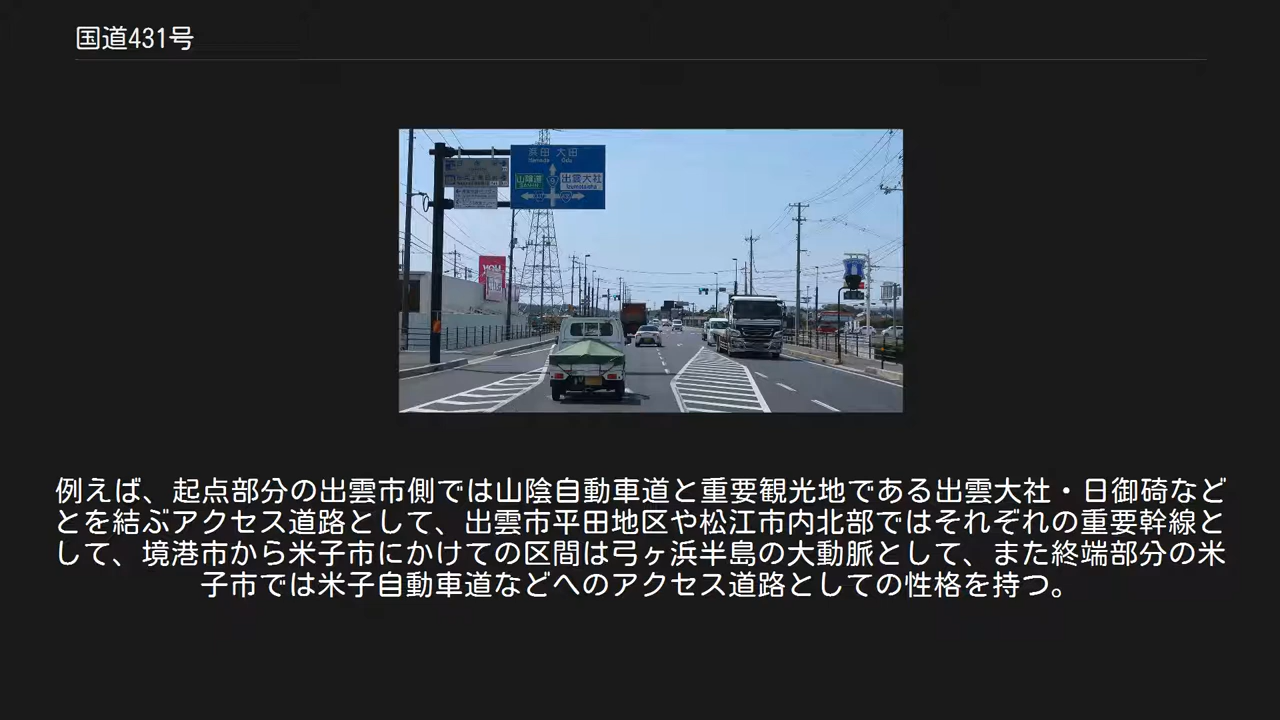 国道431号
浜田 大田
Hamada Oda
山陰道
出雲大社
Izumotaisha
9
YOU
例えば、起点部分の出雲市側では山陰自動車道と重要観光地である出雲大社・日御碕など
とを結ぶアクセス道路として、出雲市平田地区や松江市内北部ではそれぞれの重要幹線と
して、境港市から米子市にかけての区間は弓ヶ浜半島の大動脈として、また終端部分の米
子市では米子自動車道などへのアクセス道路としての性格を持つ。